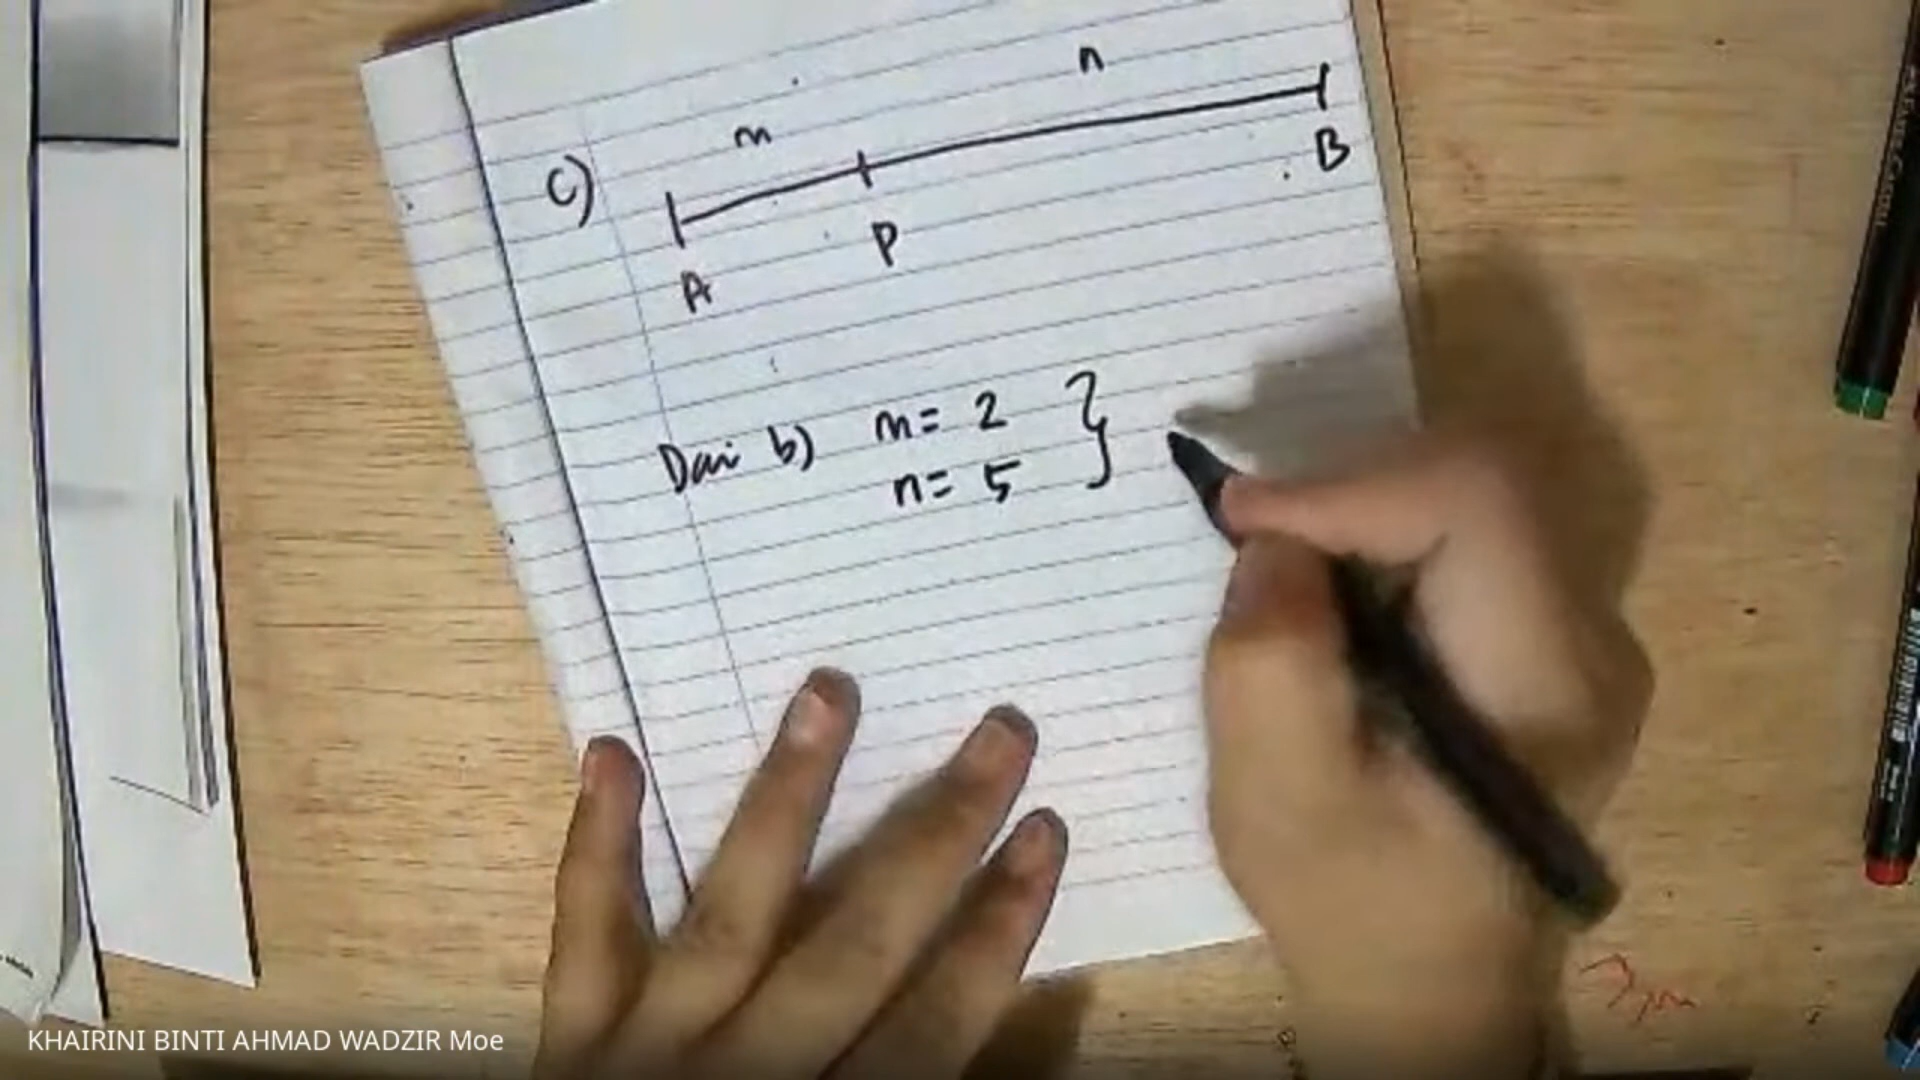 n
m
c)
B
P
A
Dari b) m = 2
n = 5
KHAIRINI BINTI AHMAD WADZIR Moe